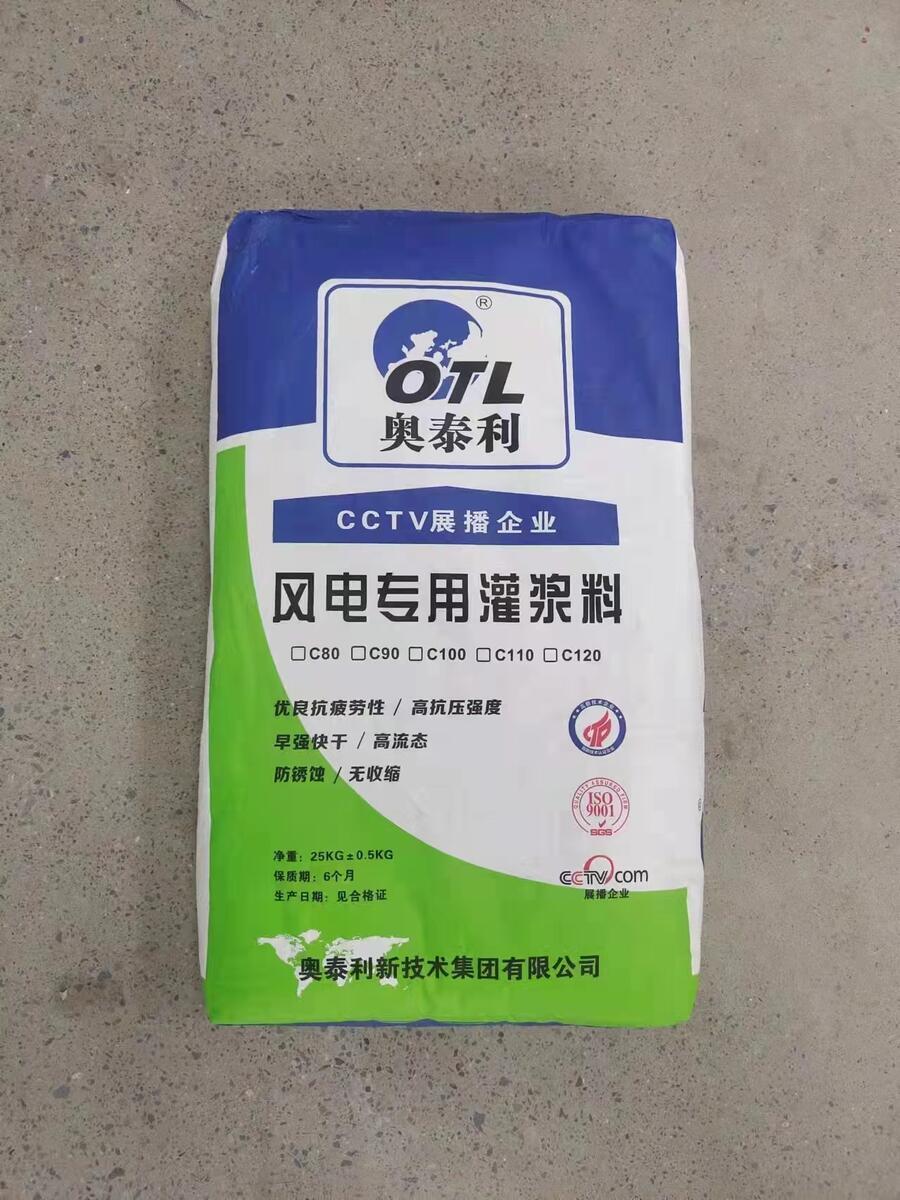 ®
OTL
奥泰利
CCTV展播企业
风电专用灌浆料
□C80 □C90 □C100 □C110 □C120
优良抗疲劳性 / 高抗压强度
早强快干 / 高流态
防锈蚀 / 无收缩
QUALITY ASSURED FIRM
ISO
9001
SGS
净重：25KG±0.5KG
CCTV.com
保质期：6个月
展播企业
生产日期：见合格证
奥泰利新技术集团有限公司